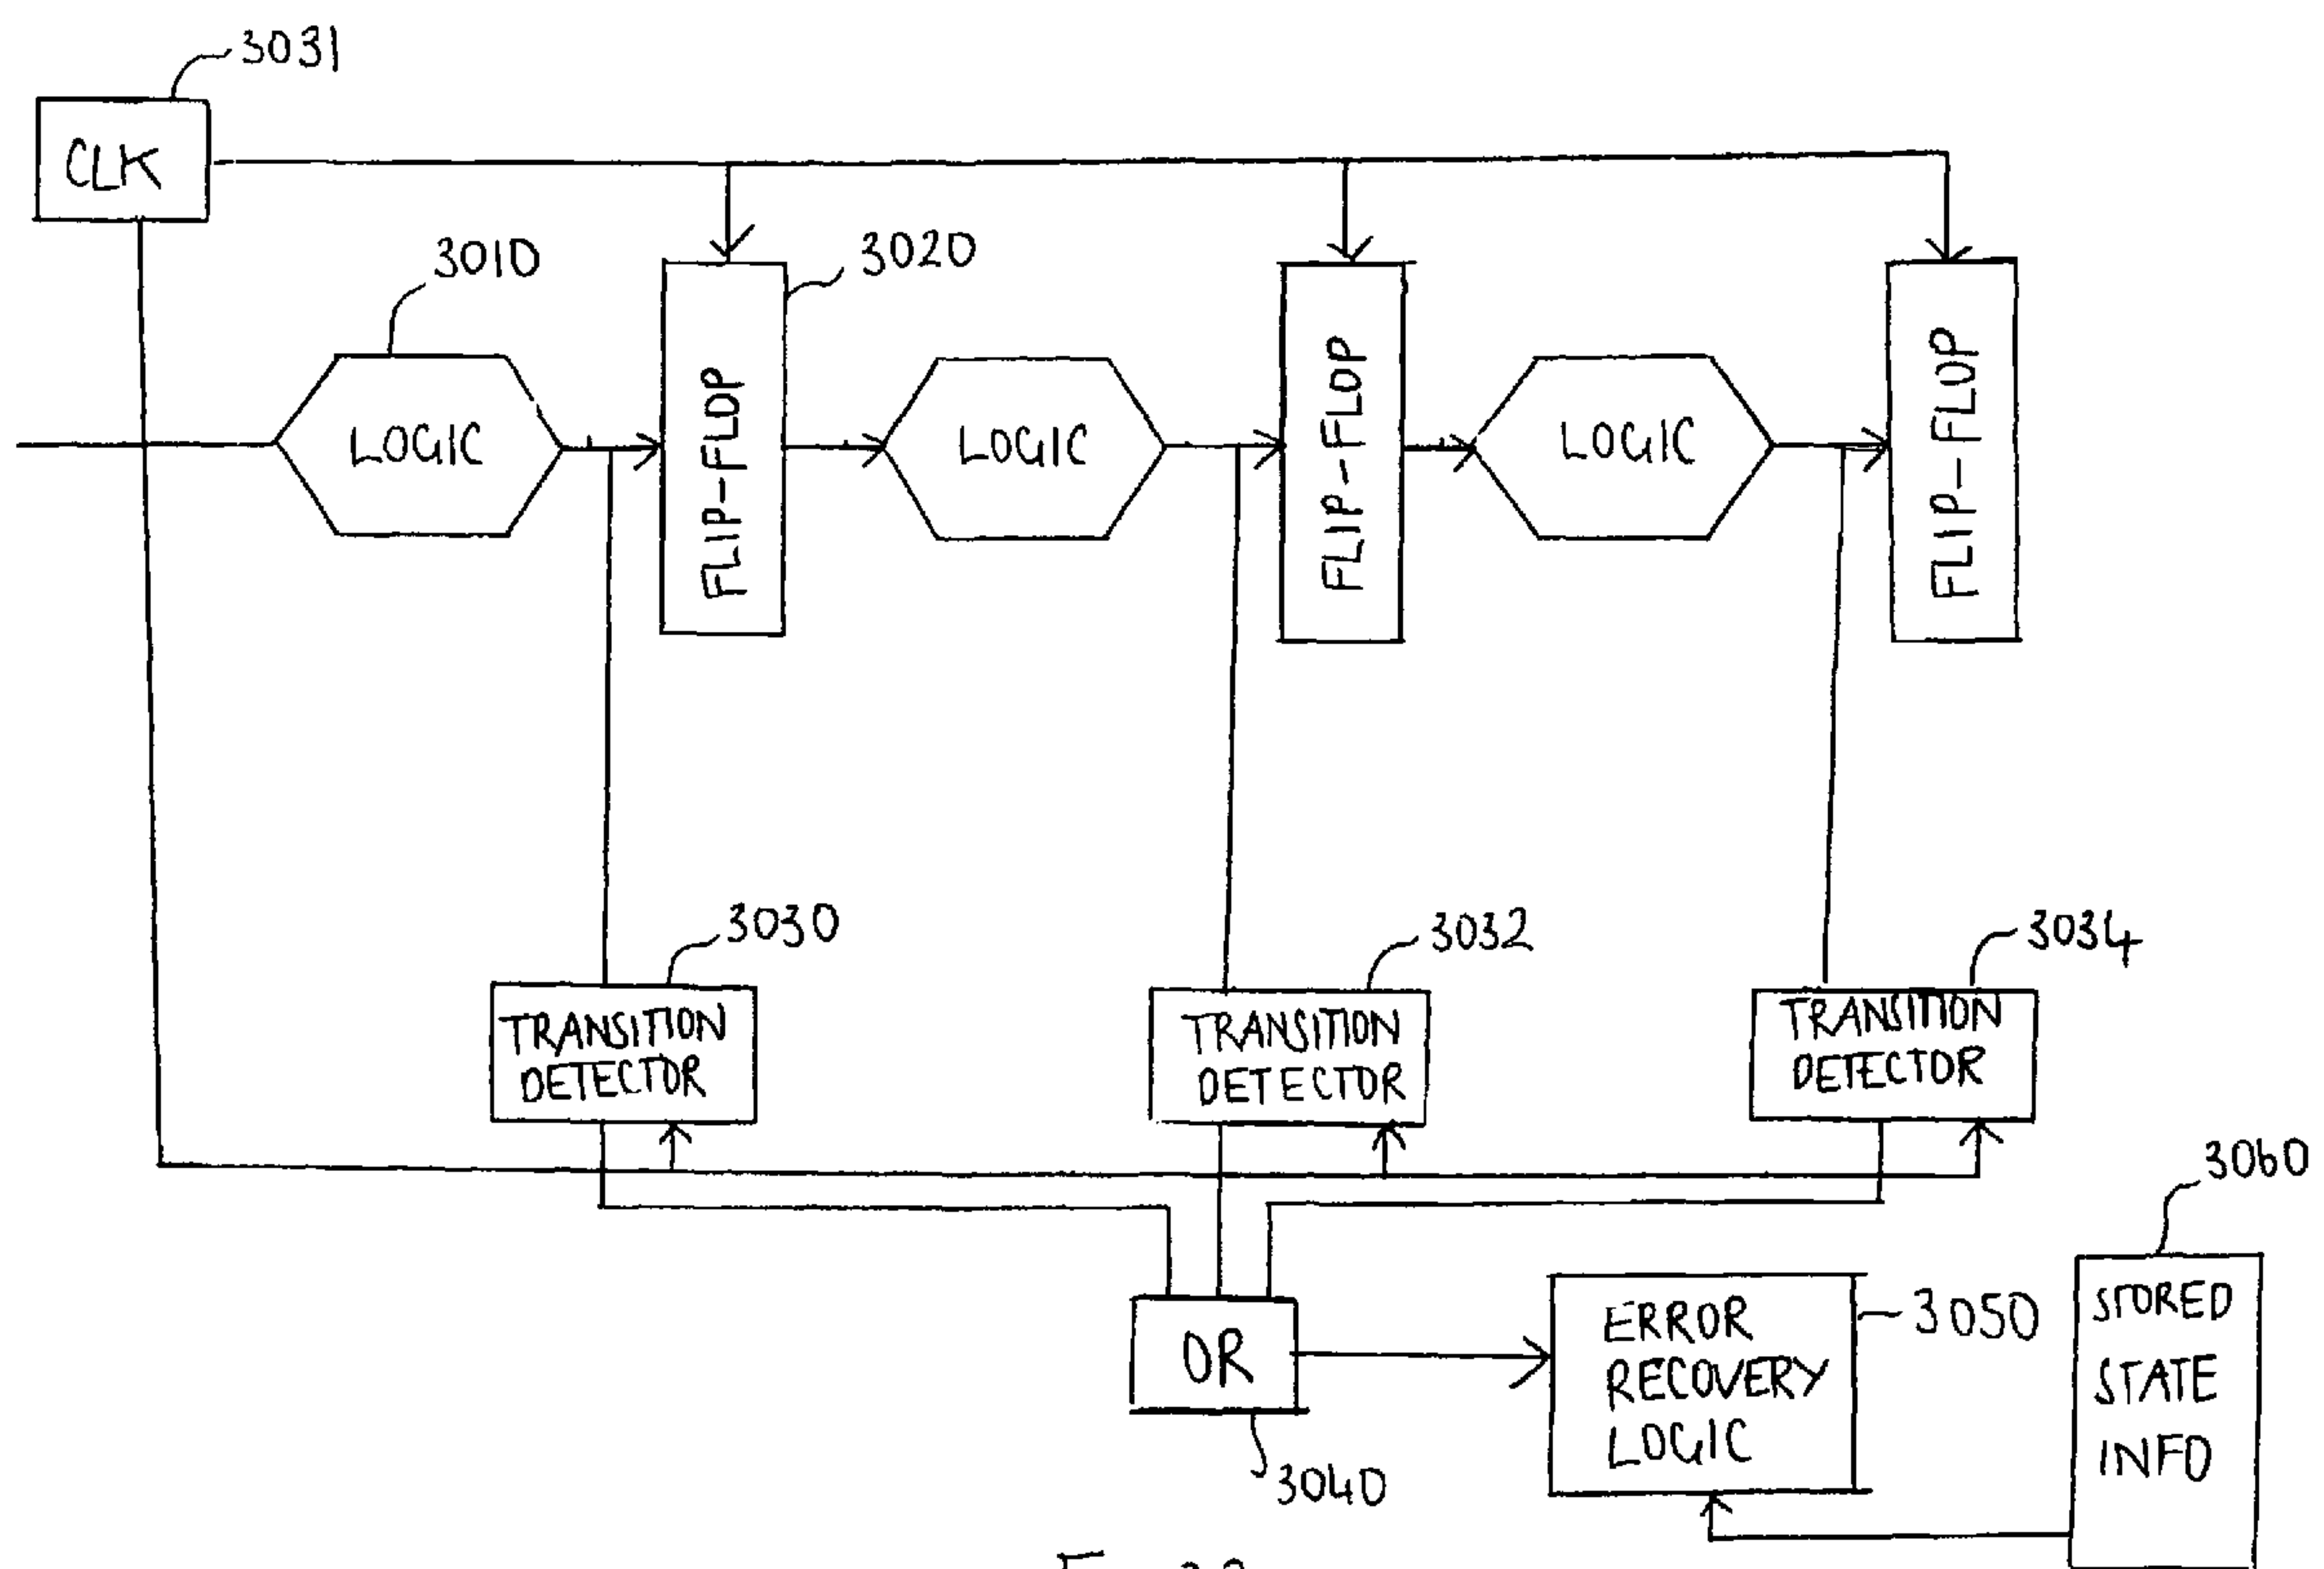 3031
CLK
3010
3020
LOGIC
FLIP-FLOP
LOGIC
FLIP-FLOP
LOGIC
FLIP-FLOP
3030
3032
3034
TRANSITION
DETECTOR
TRANSITION
DETECTOR
TRANSITION
DETECTOR
3060
OR
3040
ERROR
RECOVERY
LOGIC
3050
STORED
STATE
INFO